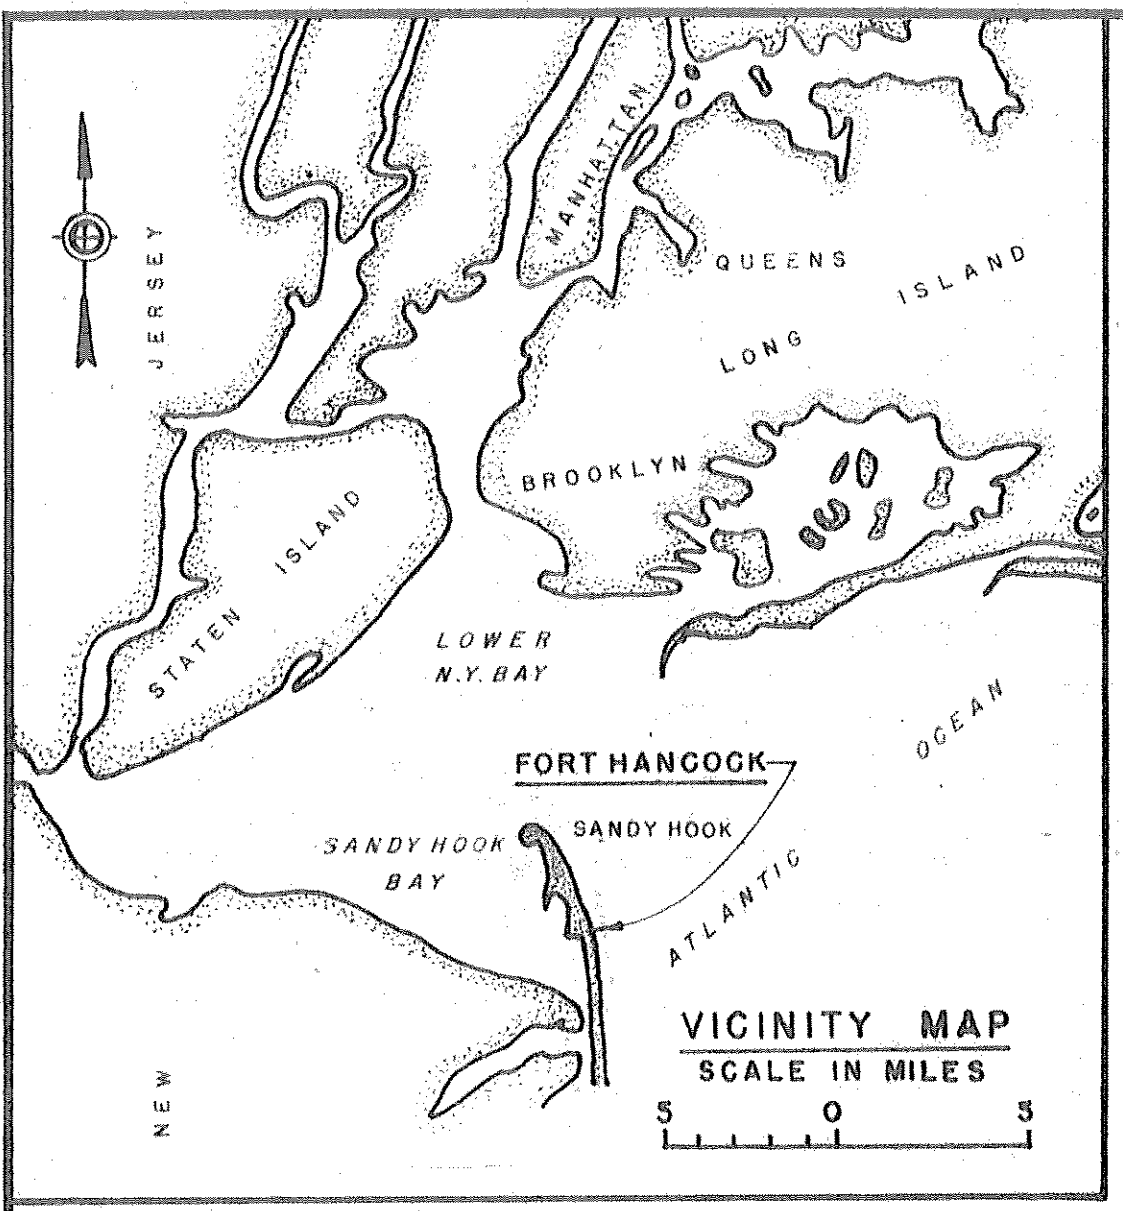 MANHATTAN
JERSEY
QUEENS
ISLAND
LONG
BROOKLYN
ISLAND
STATEN
LOWER
N.Y. BAY
OCEAN
FORT HANCOCK
SANDY HOOK
SANDY HOOK
BAY
ATLANTIC
NEW
VICINITY MAP
SCALE IN MILES
5 0 5